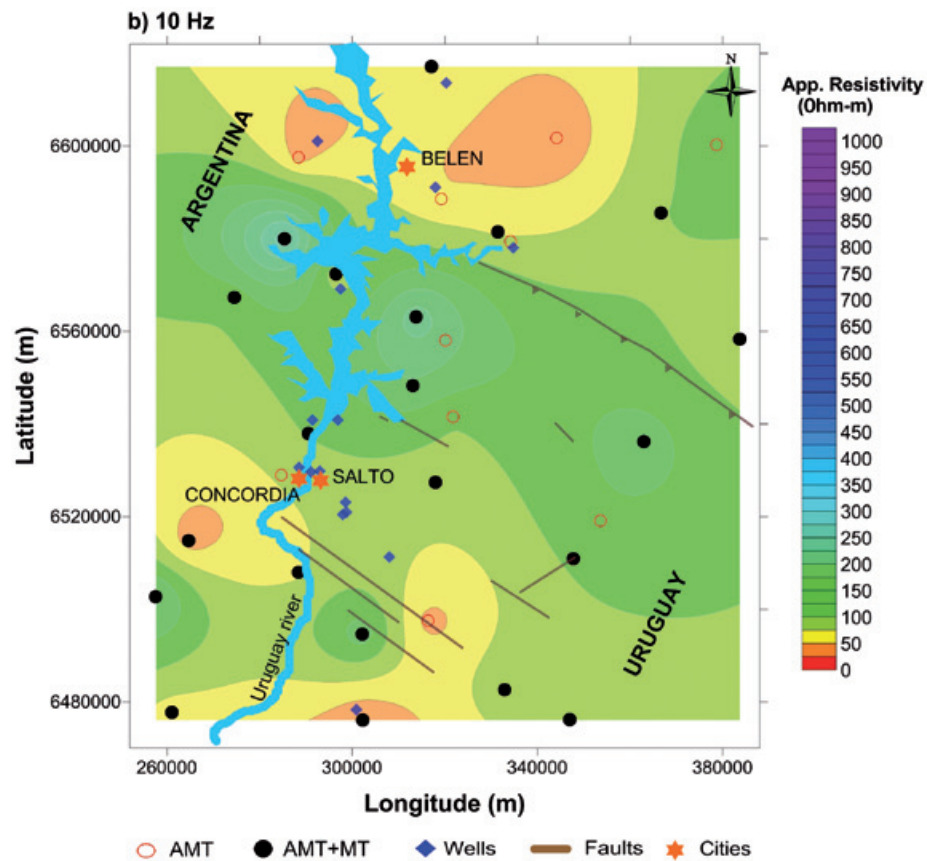 b) 10 Hz
N
App. Resistivity
(Ohm-m)
ARGENTINA
BELEN
SALTO
CONCORDIA
Uruguay river
URUGUAY
Latitude (m)
6600000
6560000
6520000
6480000
260000
300000
340000
380000
Longitude (m)
1000
950
900
850
800
750
700
650
600
550
500
450
400
350
300
250
200
150
100
50
0
AMT
AMT+MT
Wells
Faults
Cities